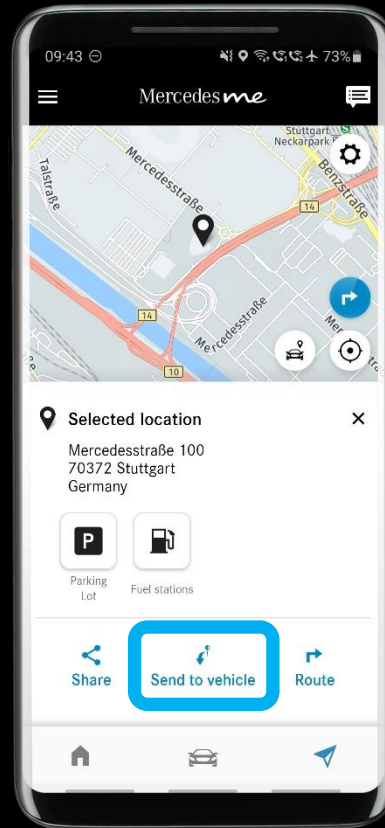 09:43
73%
Mercedes me
Stuttgart S
Neckarpark
Talstraße
Mercedesstraße
Benzstraße
14
14
Mercedesstraße
10
Selected location
Mercedesstraße 100
70372 Stuttgart
Germany
P
Parking
Lot
Fuel stations
Share
Send to vehicle
Route